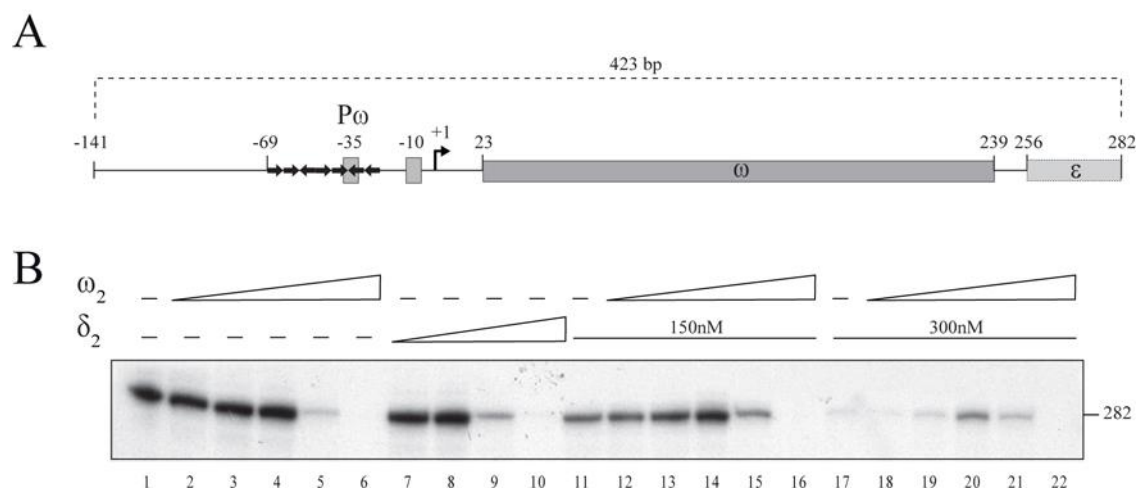 A
423 bp
Pω
-141 -69 -35 -10 +1 23 239 256 282
ω ε
B
ω2 – – – – – – –
δ2 – – – – – – 150nM 300nM
282
1 2 3 4 5 6 7 8 9 10 11 12 13 14 15 16 17 18 19 20 21 22